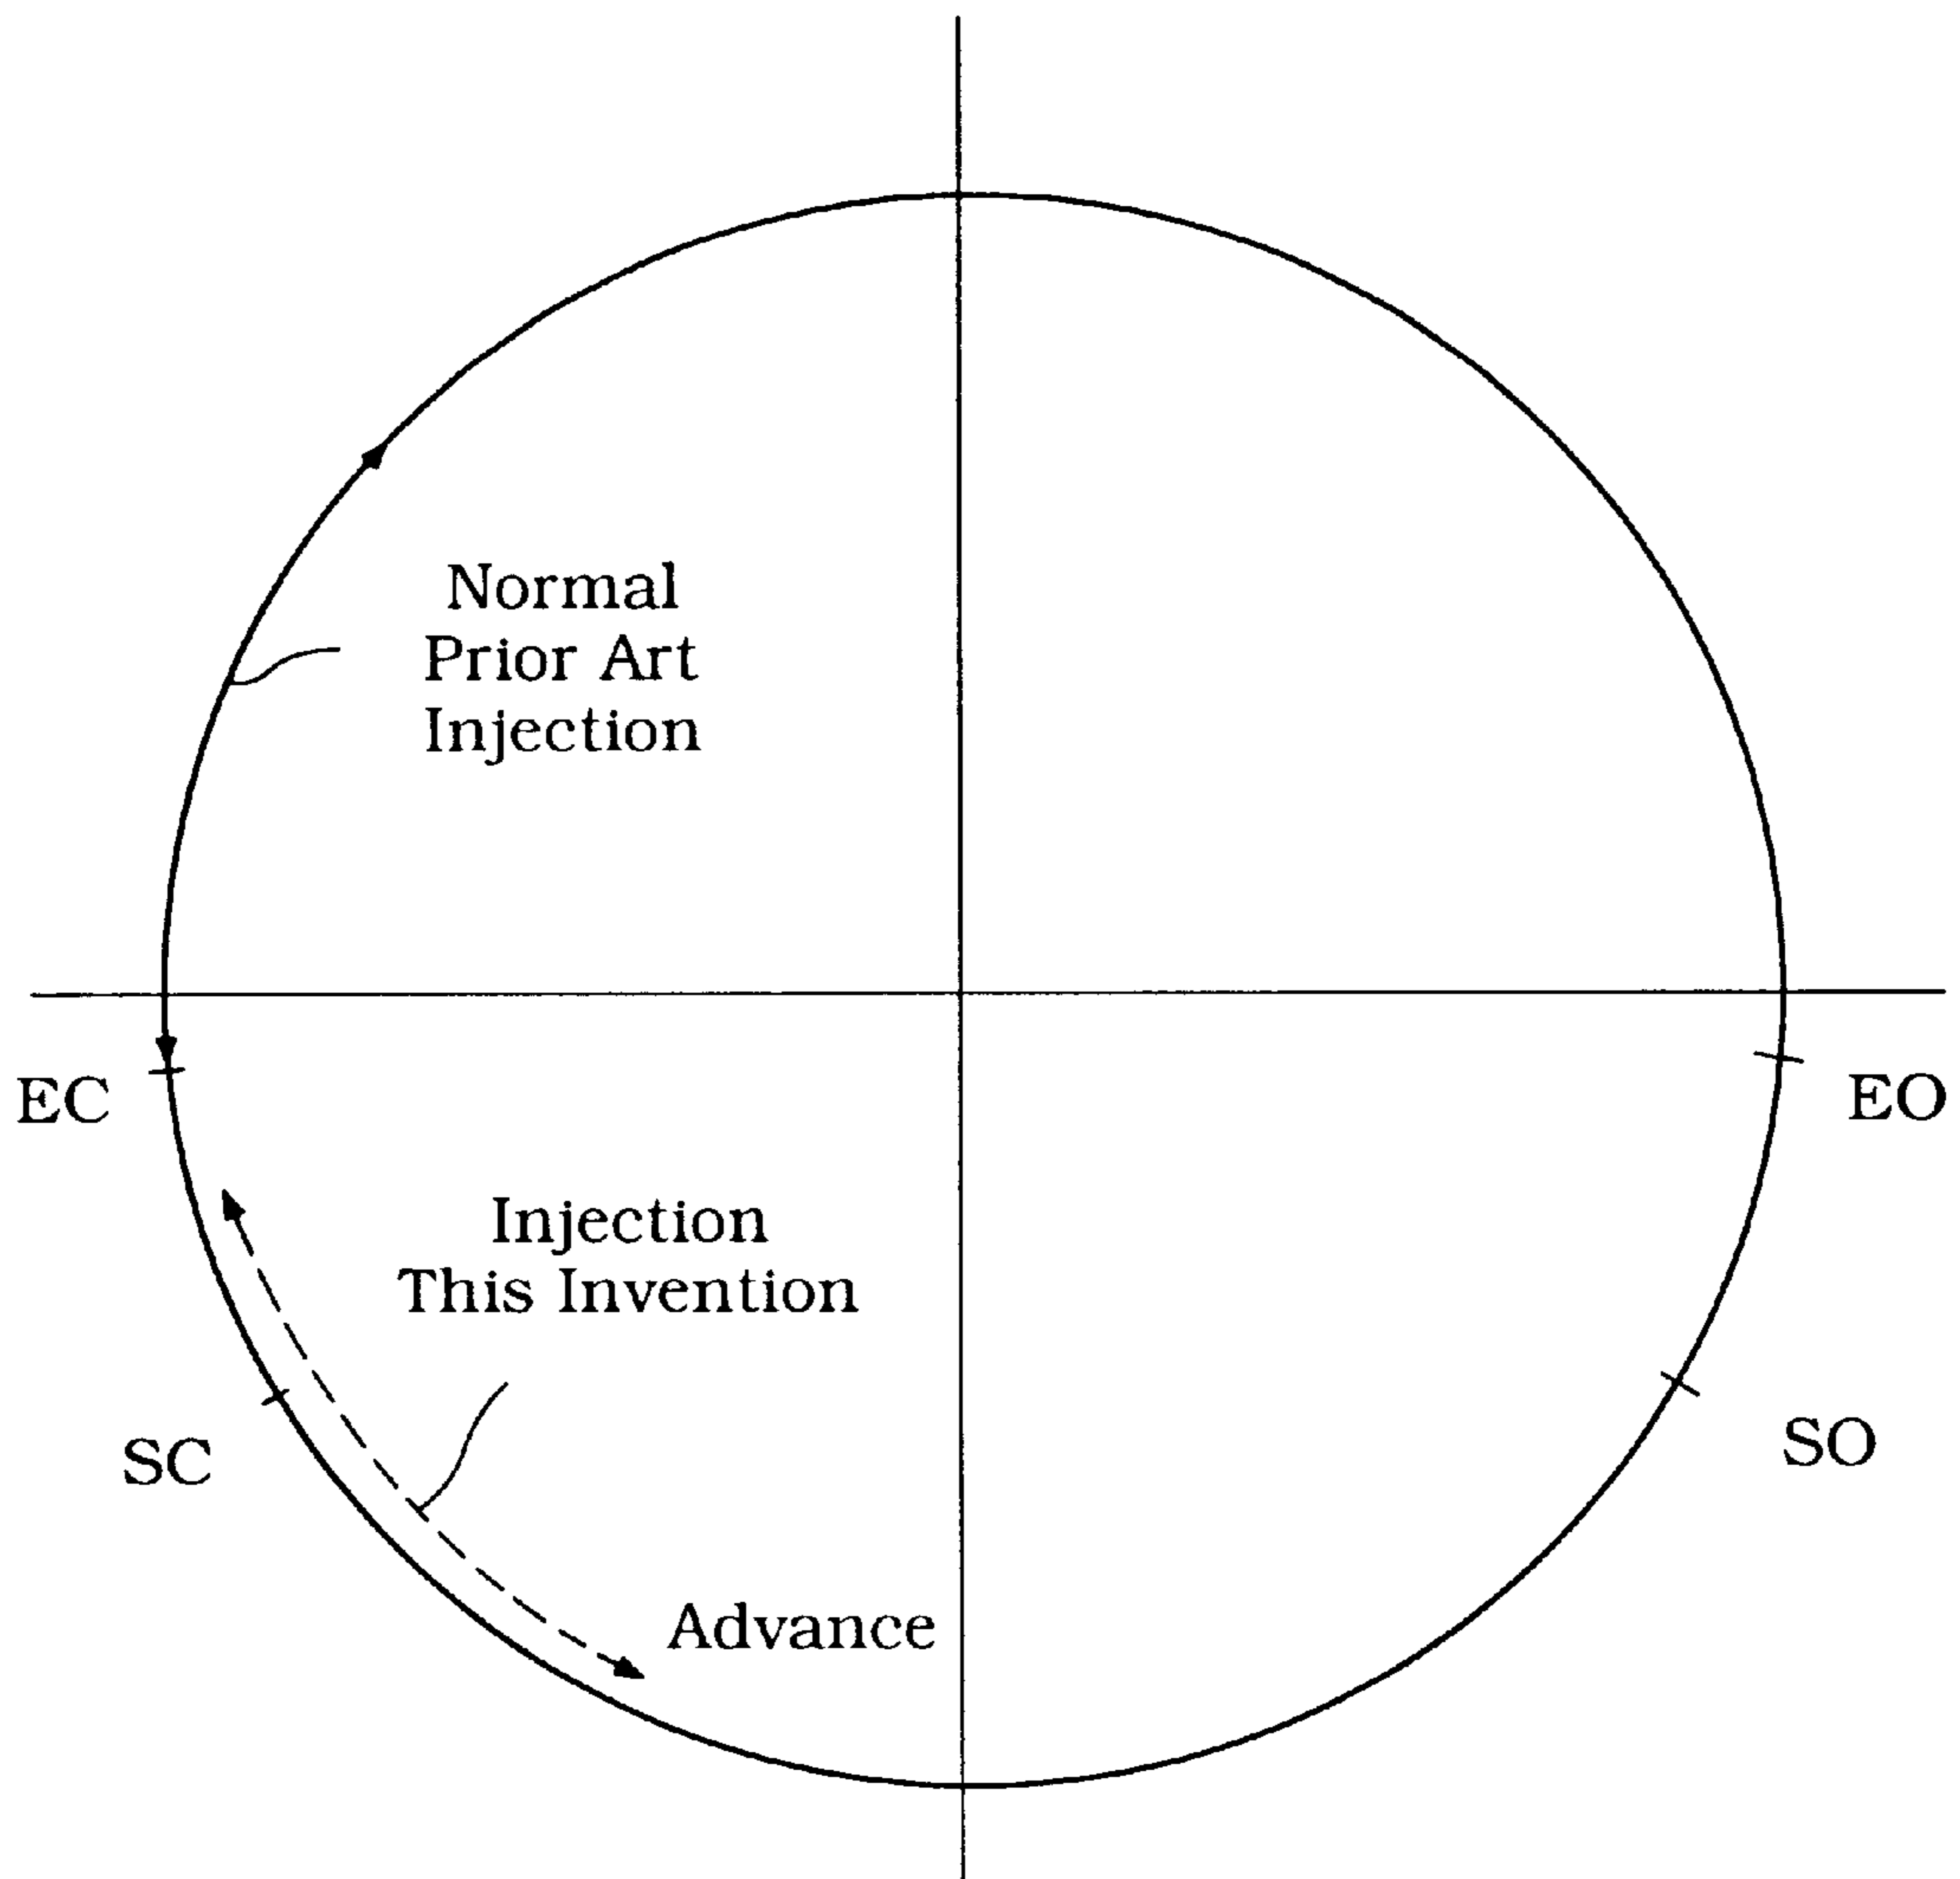 Normal
Prior Art
Injection
EC
EO
Injection
This Invention
SC
SO
Advance